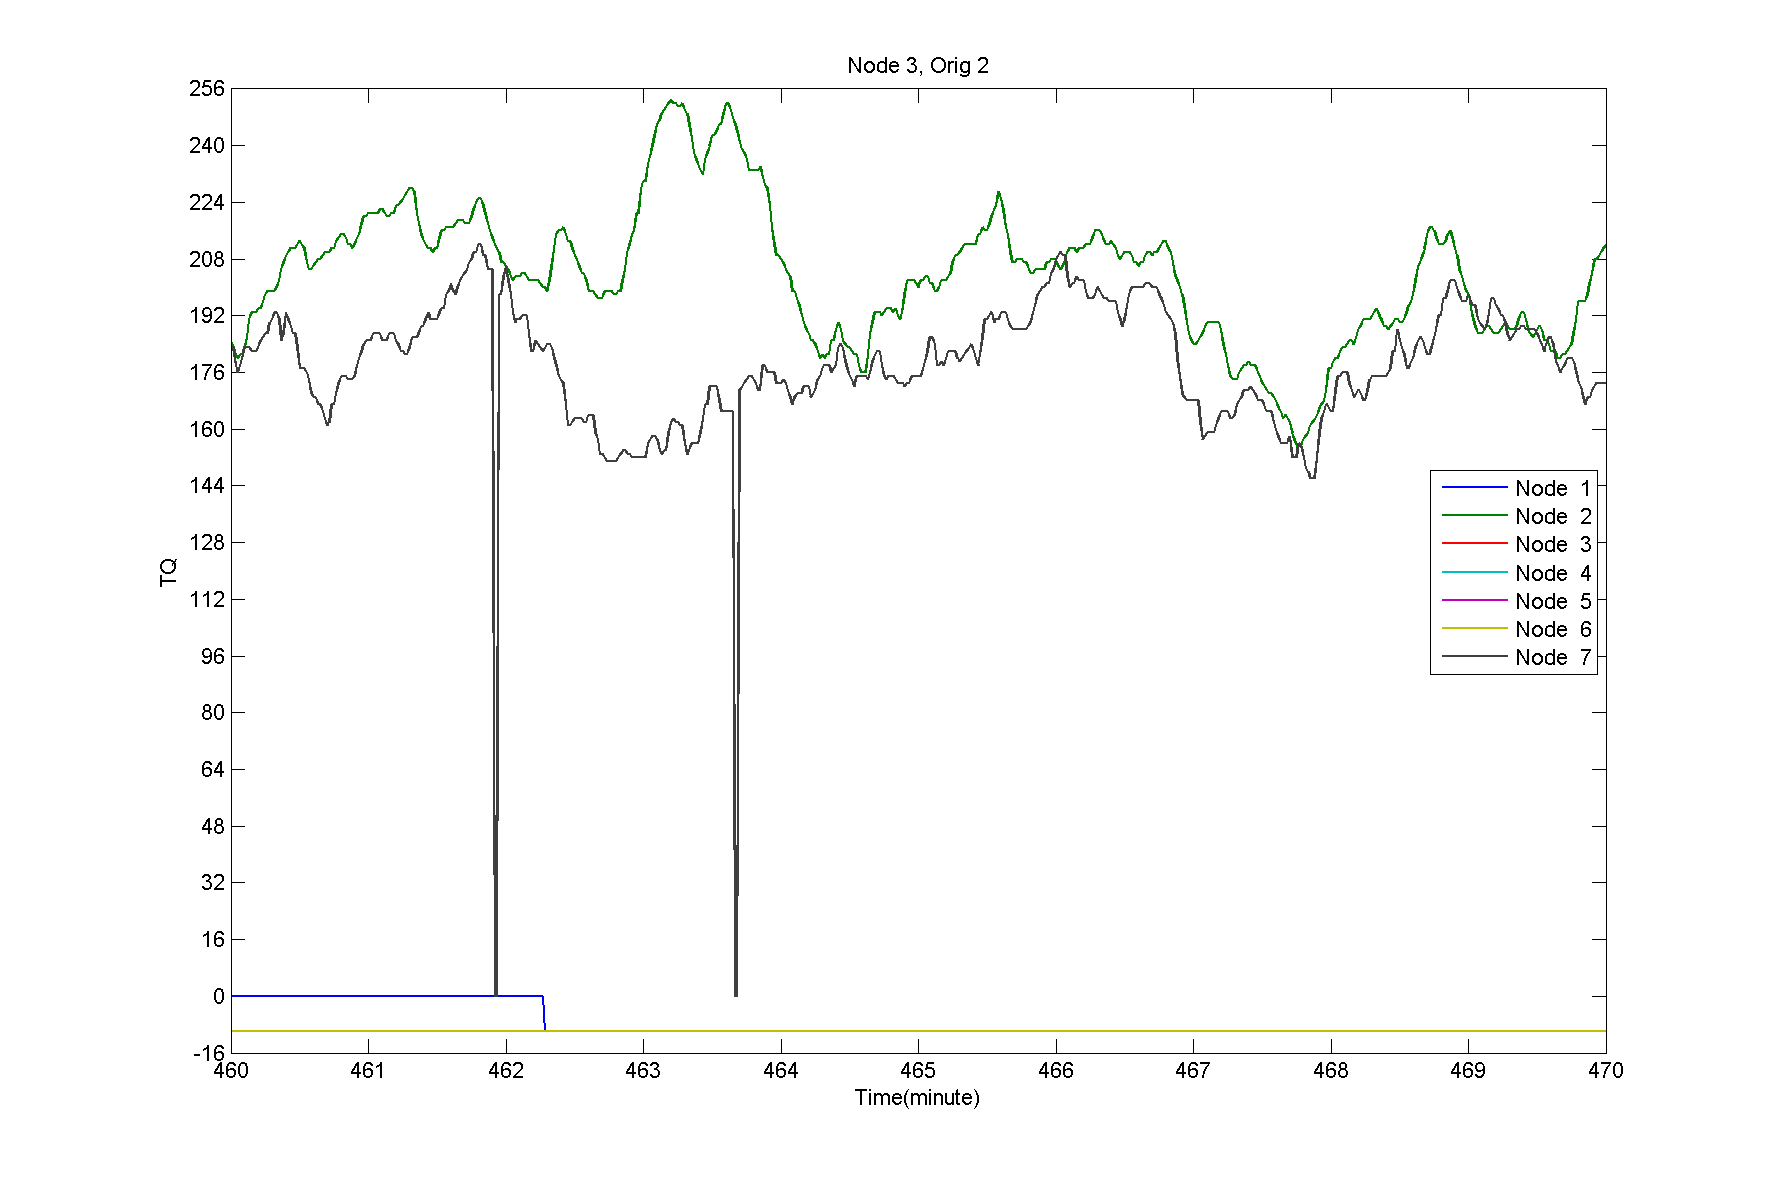 Node 3, Orig 2
256
240
224
208
192
176
160
144
128
112
96
80
64
48
32
16
0
-16
TQ
Node 1
Node 2
Node 3
Node 4
Node 5
Node 6
Node 7
460 461 462 463 464 465 466 467 468 469 470
Time(minute)